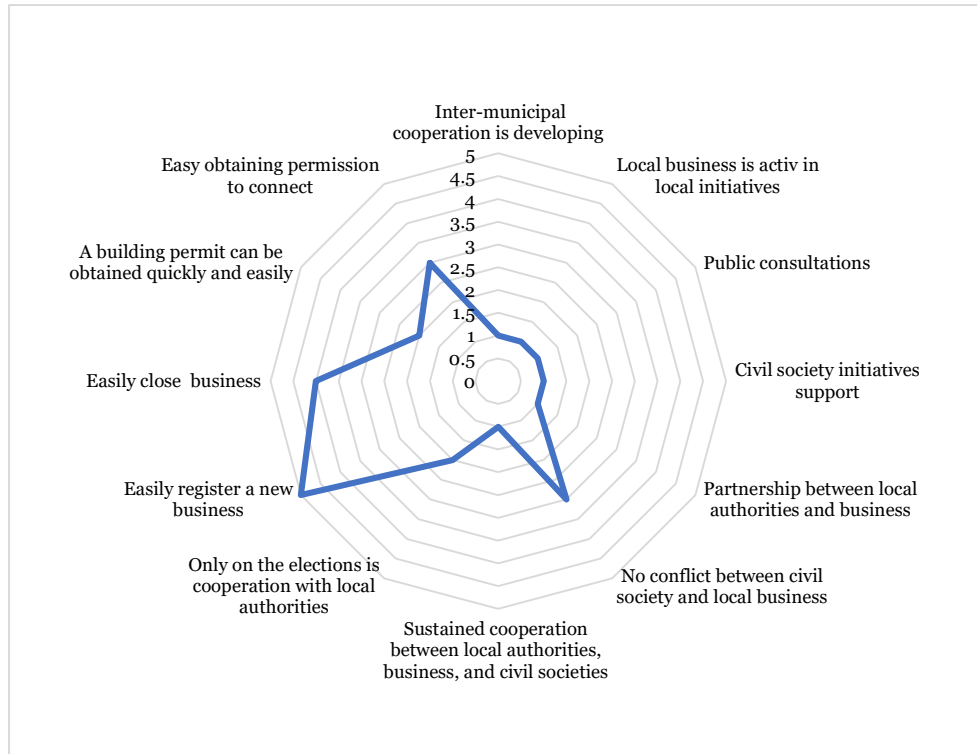 Inter-municipal
cooperation is developing
Local business is activ in
local initiatives
Public consultations
Civil society initiatives
support
Partnership between local
authorities and business
No conflict between civil
society and local business
Sustained cooperation
between local authorities,
business, and civil societies
Only on the elections is
cooperation with local
authorities
Easily register a new
business
Easily close  business
A building permit can be
obtained quickly and easily
Easy obtaining permission
to connect
5
4.5
4
3.5
3
2.5
2
1.5
1
0.5
0